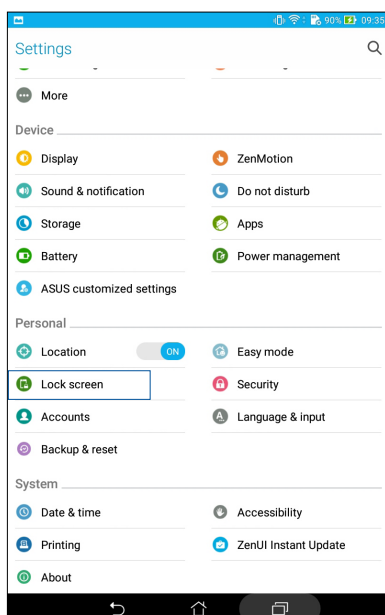 90% 09:35
Settings
More
Device
Display ZenMotion
Sound & notification Do not disturb
Storage Apps
Battery Power management
ASUS customized settings
Personal
Location ON Easy mode
Lock screen Security
Accounts Language & input
Backup & reset
System
Date & time Accessibility
Printing ZenUI Instant Update
About